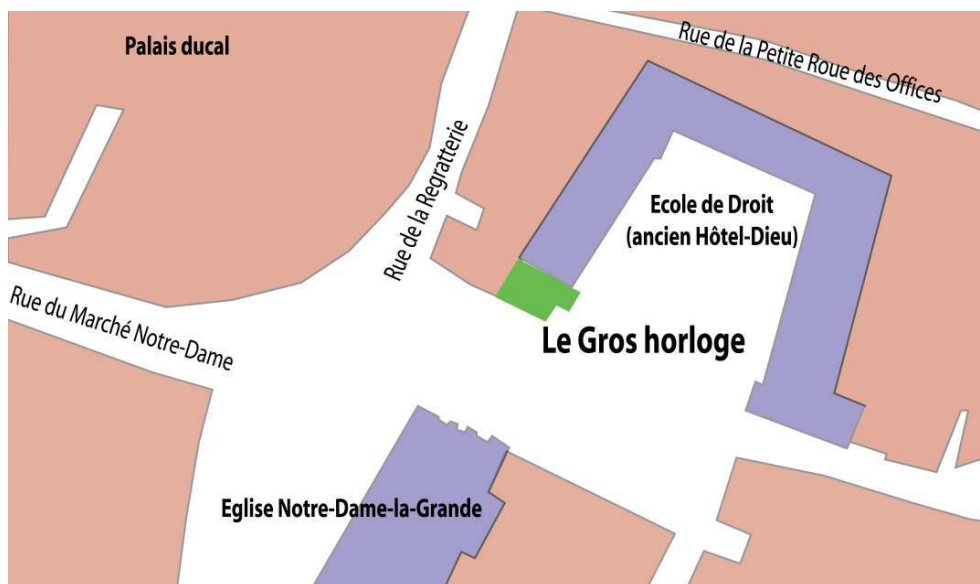 Palais ducal
Rue de la Petite Roue des Offices
Rue de la Regratterie
Ecole de Droit
(ancien Hôtel-Dieu)
Rue du Marché Notre-Dame
Le Gros horloge
Eglise Notre-Dame-la-Grande